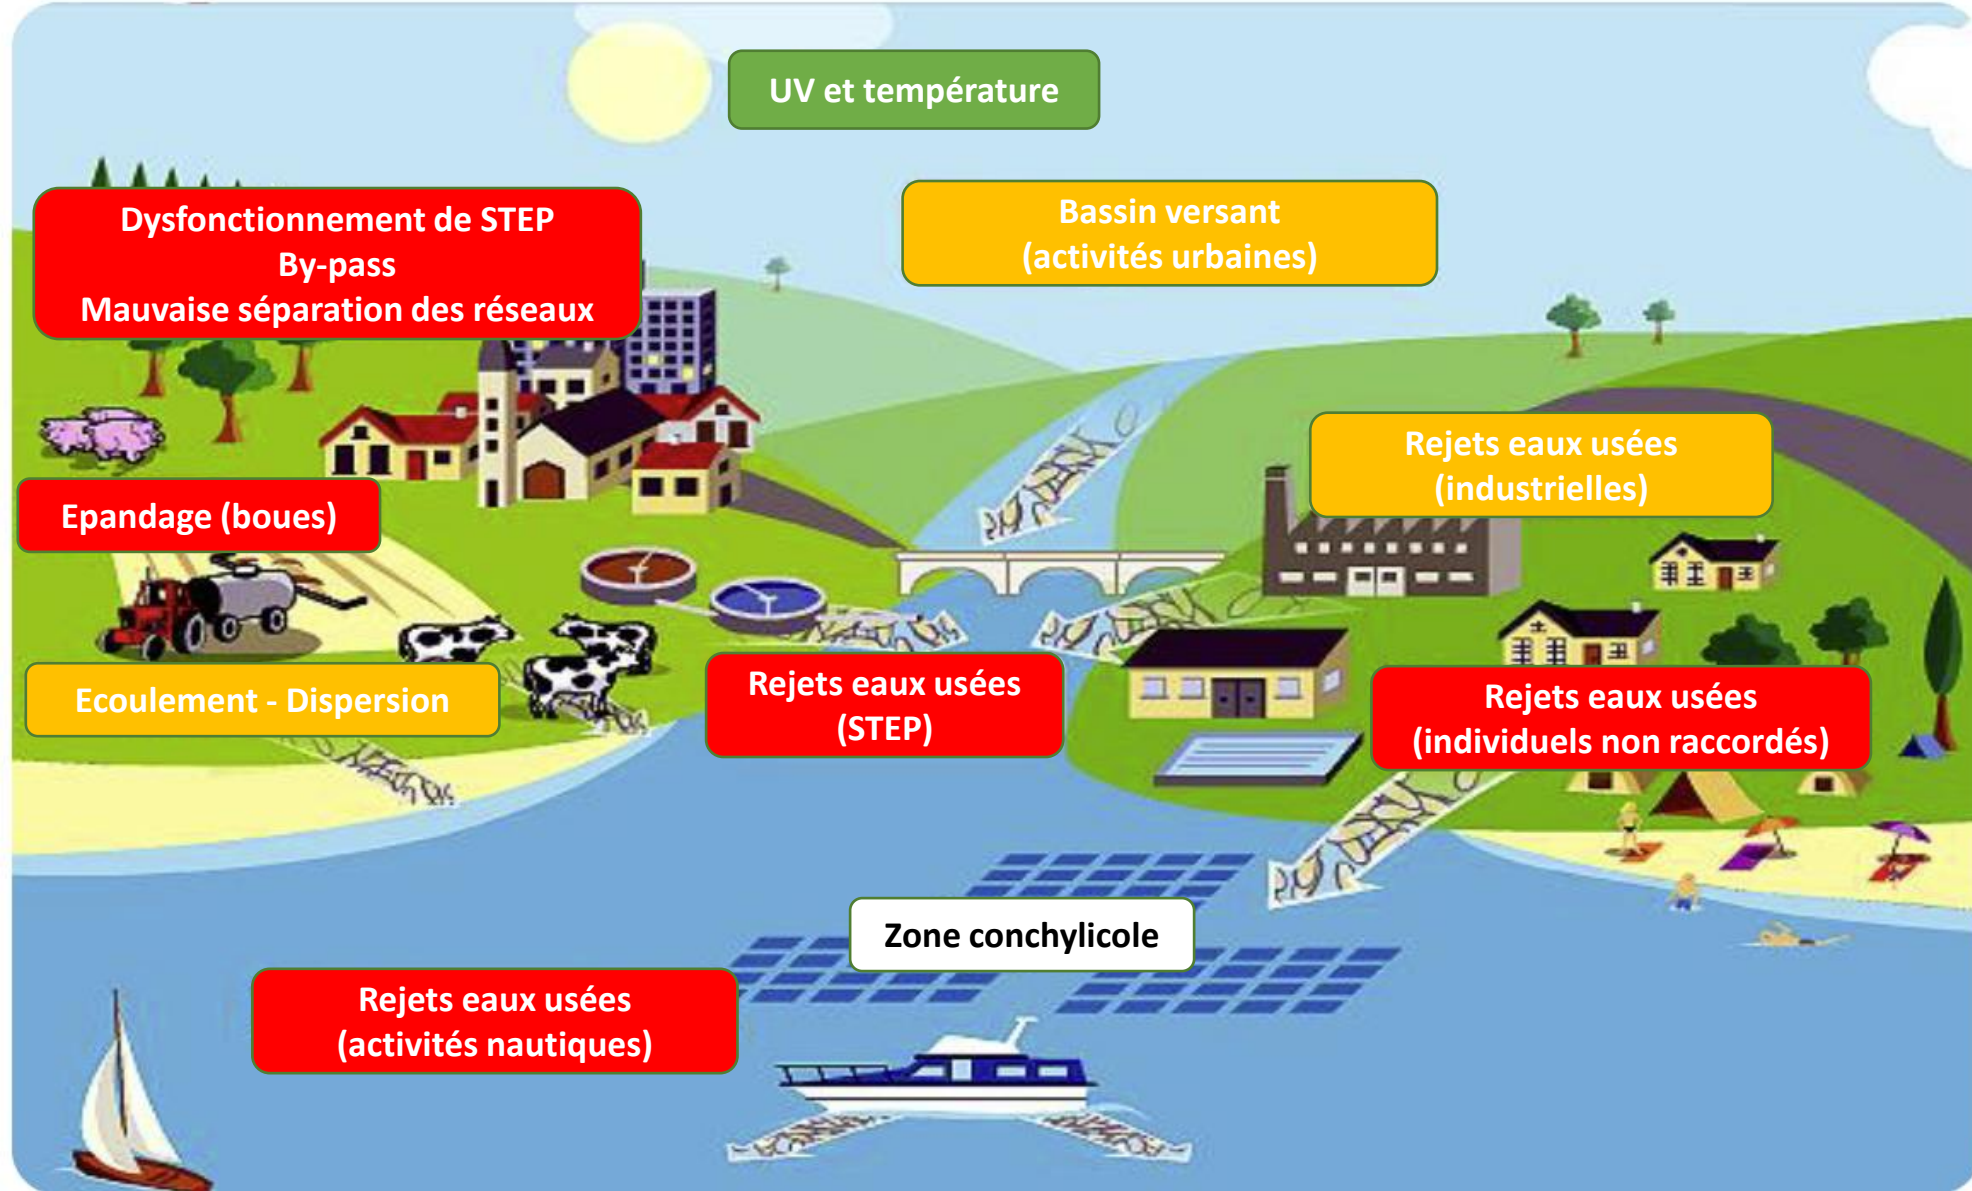 UV et température
Dysfonctionnement de STEP
By-pass
Mauvaise séparation des réseaux
Bassin versant
(activités urbaines)
Rejets eaux usées
(industrielles)
Epandage (boues)
Ecoulement - Dispersion
Rejets eaux usées
(STEP)
Rejets eaux usées
(individuels non raccordés)
Zone conchylicole
Rejets eaux usées
(activités nautiques)